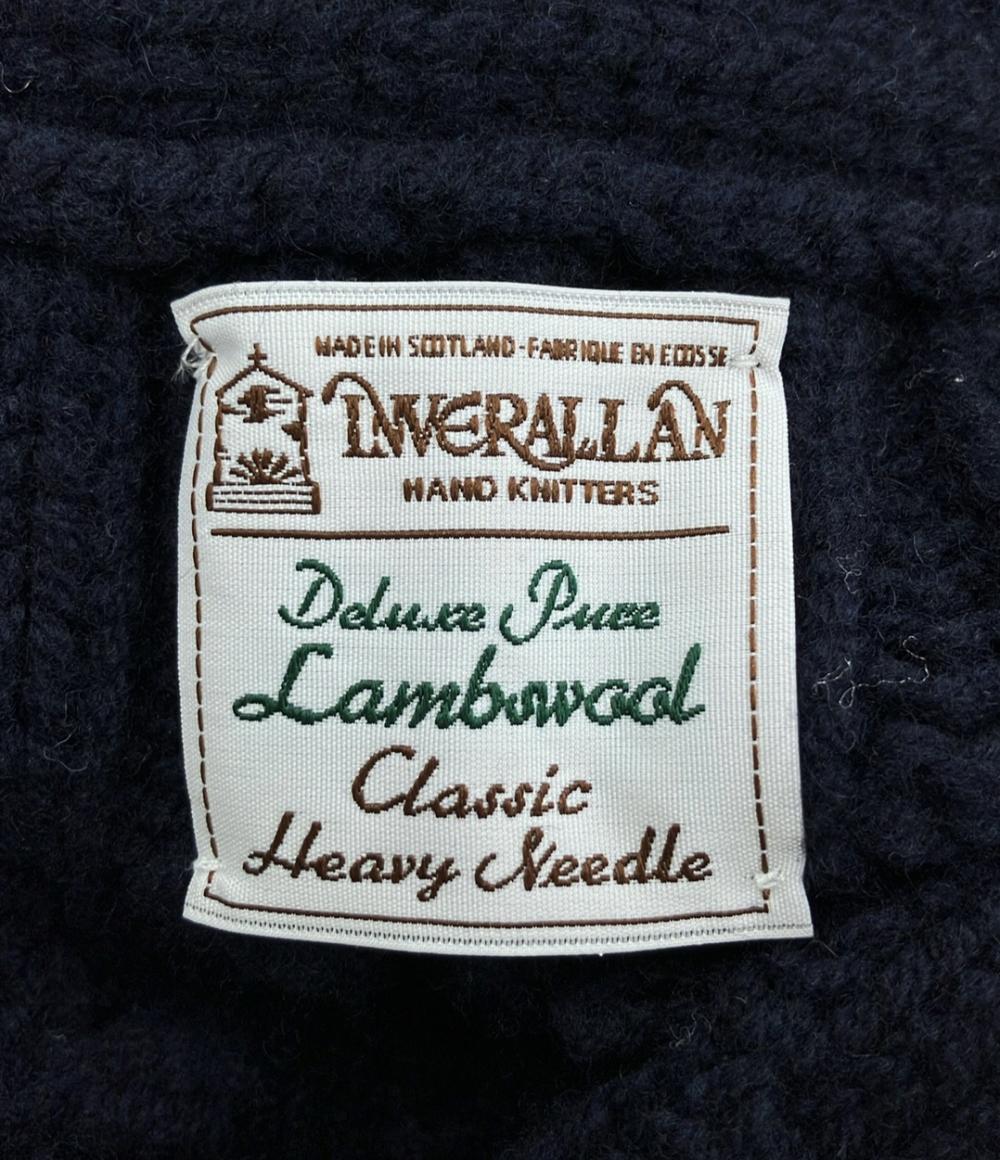 MADE IN SCOTLAND - FABRIQUE EN ECOSSE
INVERALLAN
HAND KNITTERS
Deluxe Pure
Lambswool
Classic
Heavy Needle